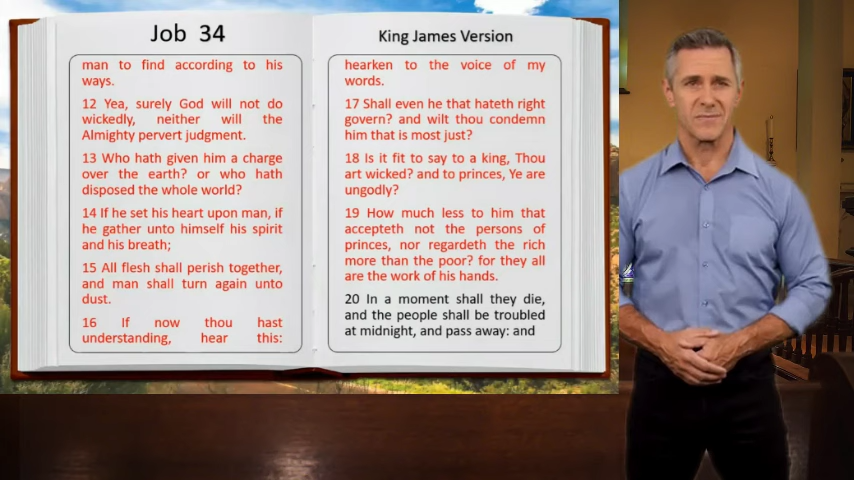 Job 34
man to find according to his
ways.
12 Yea, surely God will not do
wickedly, neither will the
Almighty pervert judgment.
13 Who hath given him a charge
over the earth? or who hath
disposed the whole world?
14 If he set his heart upon man, if
he gather unto himself his spirit
and his breath;
15 All flesh shall perish together,
and man shall turn again unto
dust.
16 If now thou hast
understanding, hear this:
King James Version
hearken to the voice of my
words.
17 Shall even he that hateth right
govern? and wilt thou condemn
him that is most just?
18 Is it fit to say to a king, Thou
art wicked? and to princes, Ye are
ungodly?
19 How much less to him that
accepteth not the persons of
princes, nor regardeth the rich
more than the poor? for they all
are the work of his hands.
20 In a moment shall they die,
and the people shall be troubled
at midnight, and pass away: and